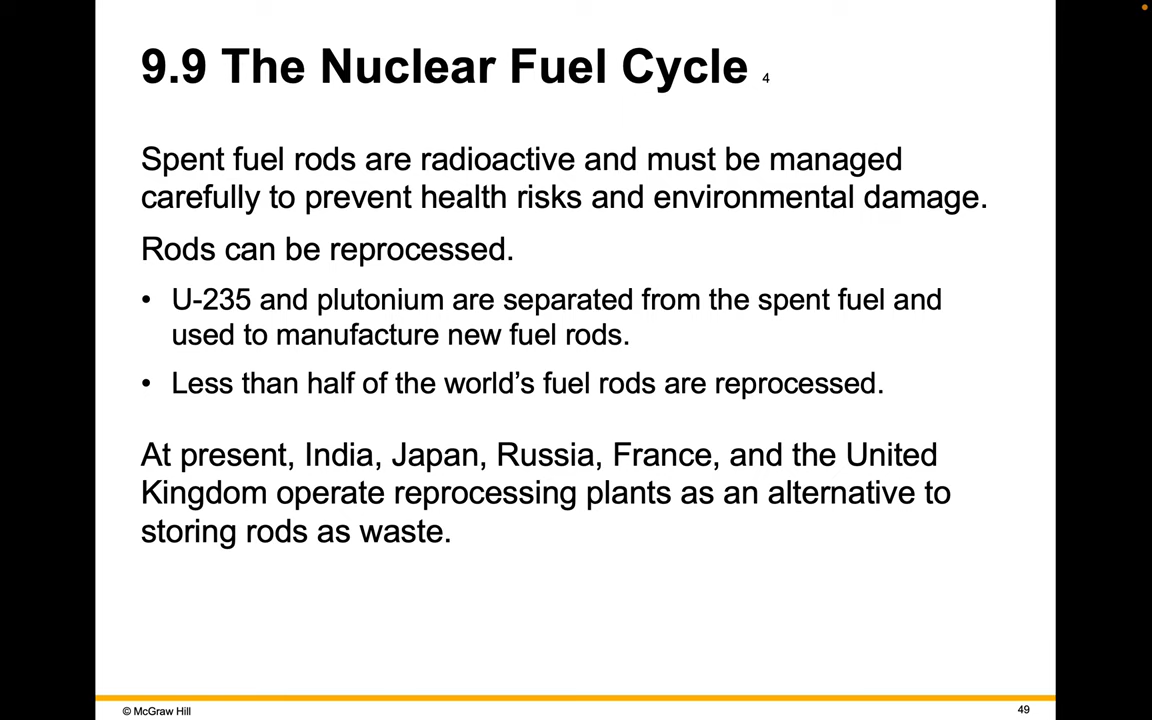 9.9 The Nuclear Fuel Cycle 4
Spent fuel rods are radioactive and must be managed
carefully to prevent health risks and environmental damage.
Rods can be reprocessed.
• U-235 and plutonium are separated from the spent fuel and
used to manufacture new fuel rods.
• Less than half of the world’s fuel rods are reprocessed.
At present, India, Japan, Russia, France, and the United
Kingdom operate reprocessing plants as an alternative to
storing rods as waste.
© McGraw Hill
49